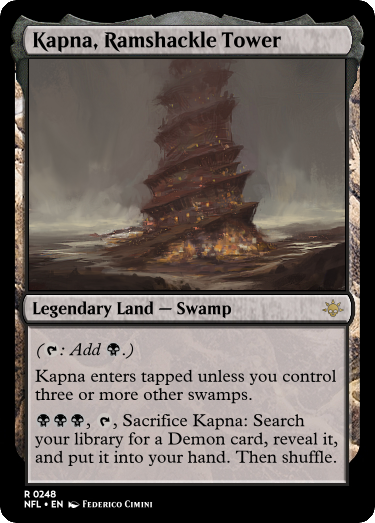 Kapna, Ramshackle Tower
Legendary Land — Swamp
(: Add .)
Kapna enters tapped unless you control
three or more other swamps.
, , Sacrifice Kapna: Search
your library for a Demon card, reveal it,
and put it into your hand. Then shuffle.
R 0248
NFL • EN Federico Cimini